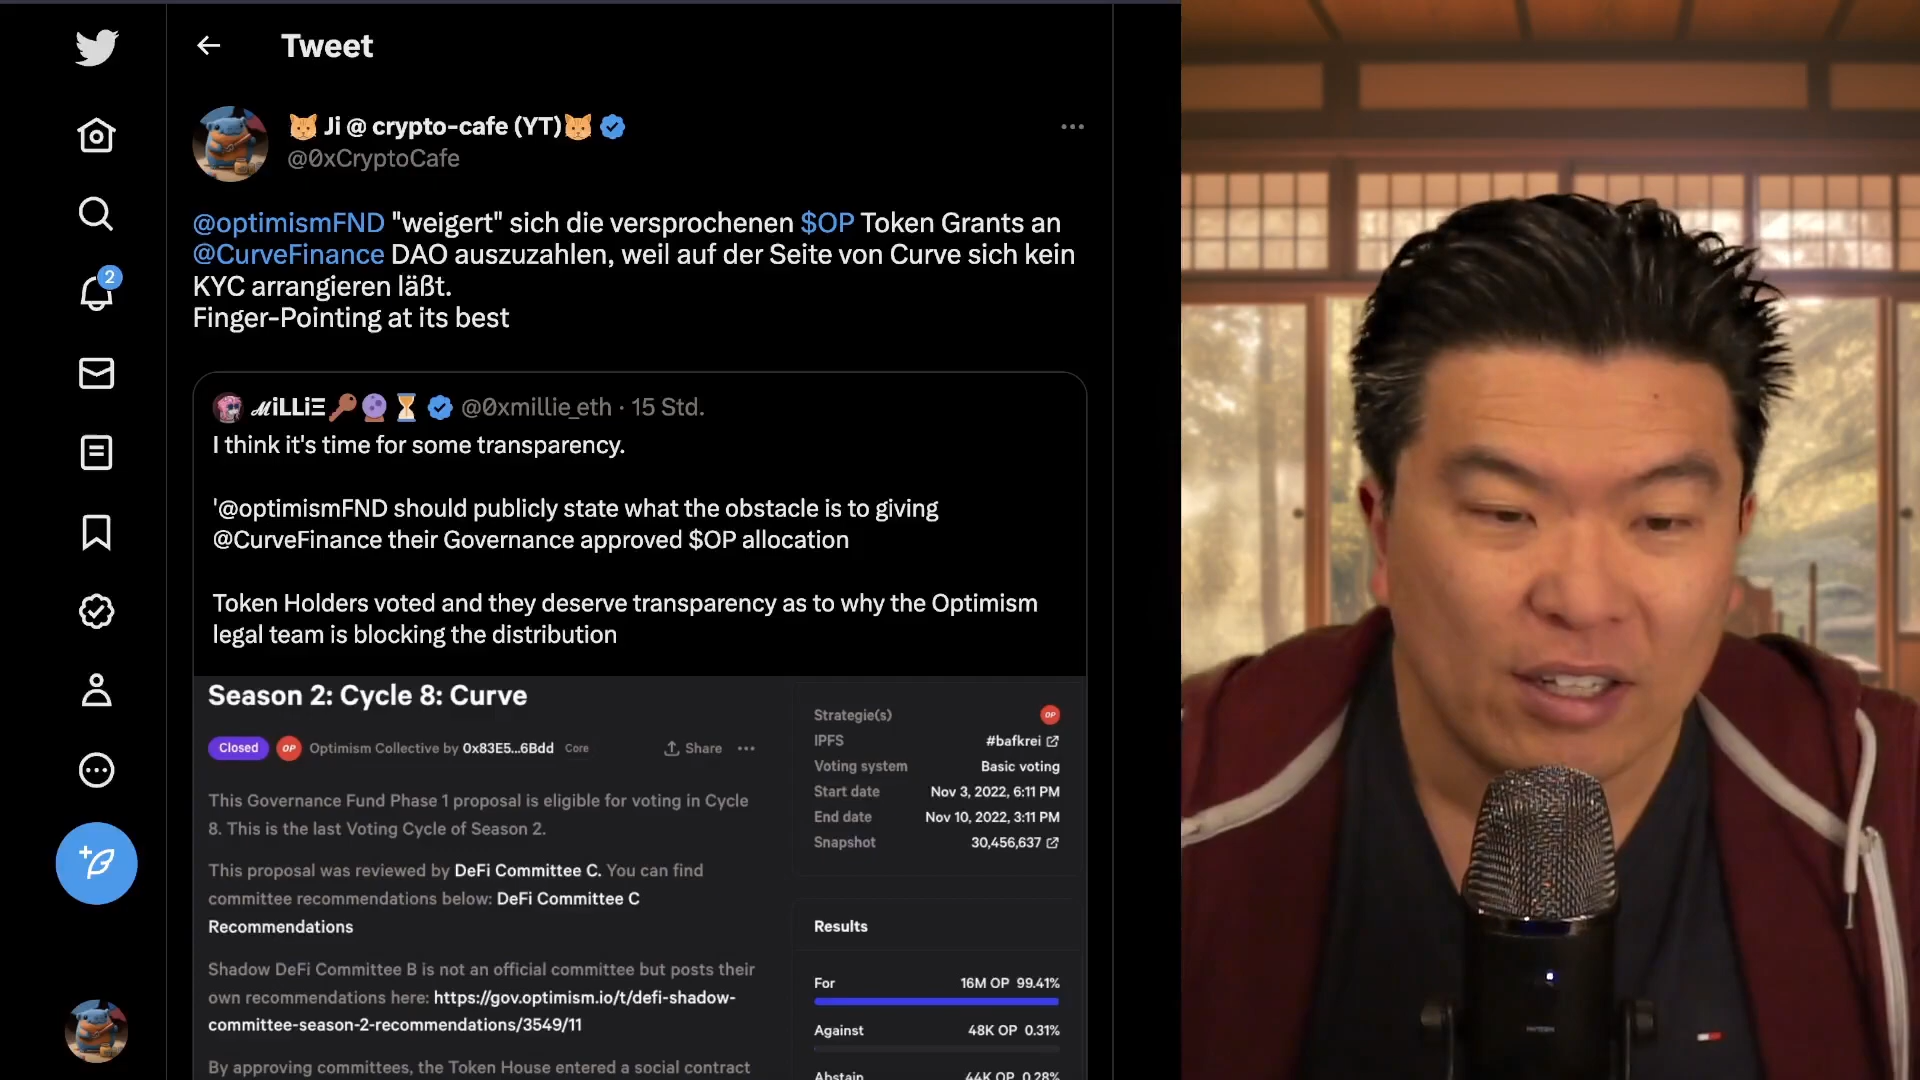 Tweet
Ji @ crypto-cafe (YT)
@0xCryptoCafe
2
@optimismFND "weigert" sich die versprochenen $OP Token Grants an
@CurveFinance DAO auszuzahlen, weil auf der Seite von Curve sich kein
KYC arrangieren läßt.
Finger-Pointing at its best
ℳiLLiΞ @0xmillie_eth · 15 Std.
I think it's time for some transparency.
'@optimismFND should publicly state what the obstacle is to giving
@CurveFinance their Governance approved $OP allocation
Token Holders voted and they deserve transparency as to why the Optimism
legal team is blocking the distribution
Season 2: Cycle 8: Curve
Closed OP Optimism Collective by 0x83E5...6Bdd Core Share
This Governance Fund Phase 1 proposal is eligible for voting in Cycle
8. This is the last Voting Cycle of Season 2.
This proposal was reviewed by DeFi Committee C. You can find
committee recommendations below: DeFi Committee C
Recommendations
Shadow DeFi Committee B is not an official committee but posts their
own recommendations here: https://gov.optimism.io/t/defi-shadow-
committee-season-2-recommendations/3549/11
By approving committees, the Token House entered a social contract
Strategie(s) OP
IPFS #bafkrei
Voting system Basic voting
Start date Nov 3, 2022, 6:11 PM
End date Nov 10, 2022, 3:11 PM
Snapshot 30,456,637
Results
For 16M OP 99.41%
Against 48K OP 0.31%
Abstain 44K OP 0.28%